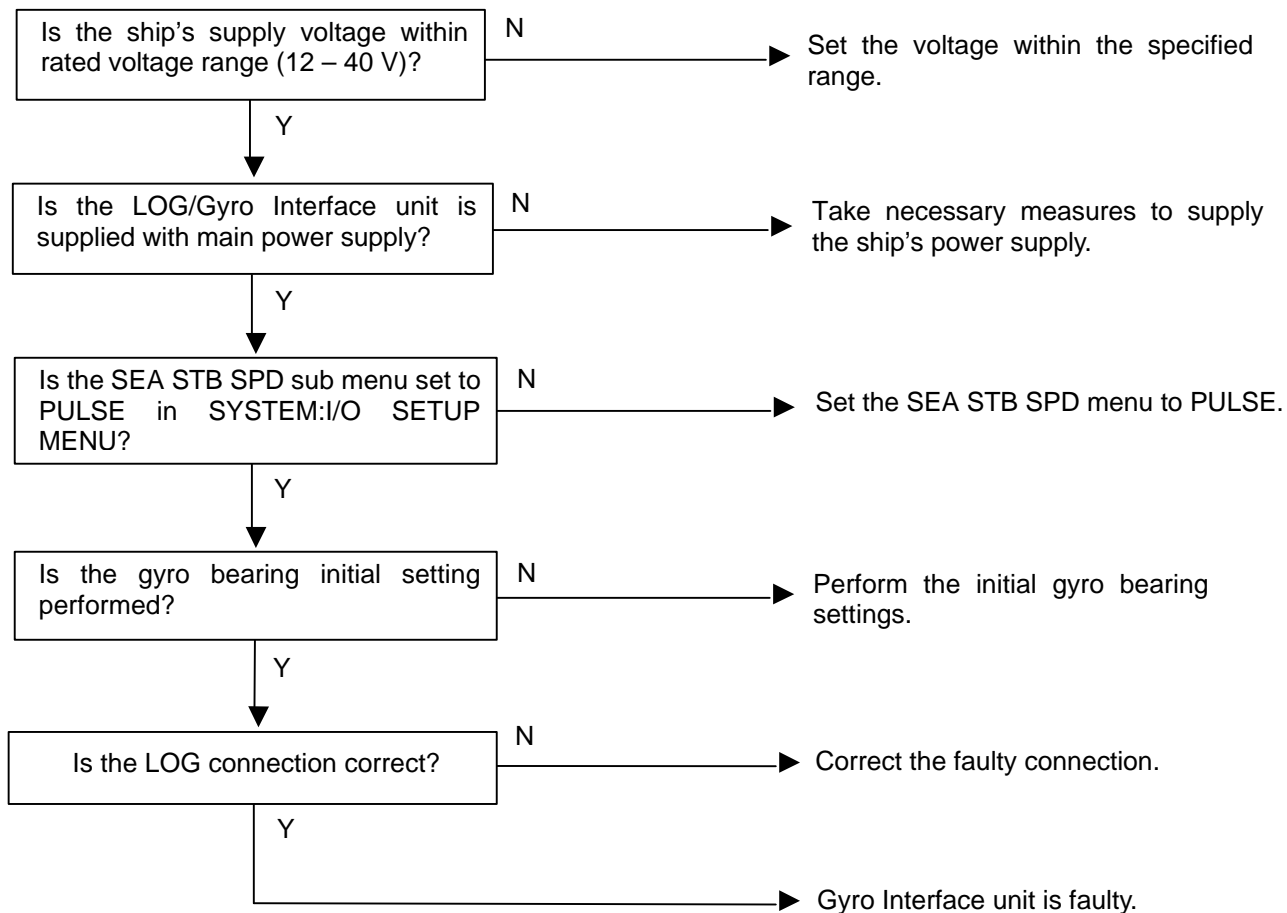 Is the ship’s supply voltage within
rated voltage range (12 – 40 V)?
N
Set the voltage within the specified
range.
Y
Is the LOG/Gyro Interface unit is
supplied with main power supply?
N
Take necessary measures to supply
the ship’s power supply.
Y
Is the SEA STB SPD sub menu set to
PULSE in SYSTEM:I/O SETUP
MENU?
N
Set the SEA STB SPD menu to PULSE.
Y
Is the gyro bearing initial setting
performed?
N
Perform the initial gyro bearing
settings.
Y
Is the LOG connection correct?
N
Correct the faulty connection.
Y
Gyro Interface unit is faulty.